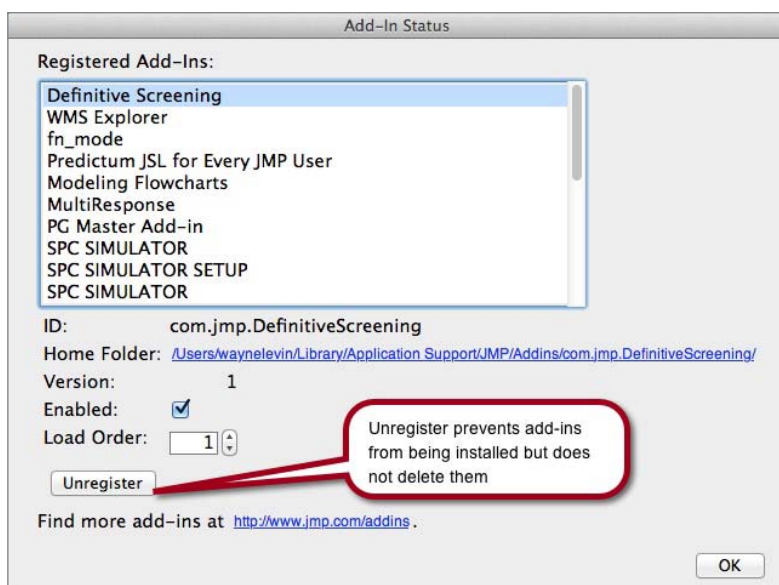 Add-In Status
Registered Add-Ins:
Definitive Screening
WMS Explorer
fn_mode
Predictum JSL for Every JMP User
Modeling Flowcharts
MultiResponse
PG Master Add-in
SPC SIMULATOR
SPC SIMULATOR SETUP
SPC SIMULATOR
ID: com.jmp.DefinitiveScreening
Home Folder: /Users/waynelevin/Library/Application Support/JMP/Addins/com.jmp.DefinitiveScreening/
Version: 1
Enabled:
Load Order: 1
Unregister prevents add-ins
from being installed but does
not delete them
Unregister
Find more add-ins at http://www.jmp.com/addins .
OK